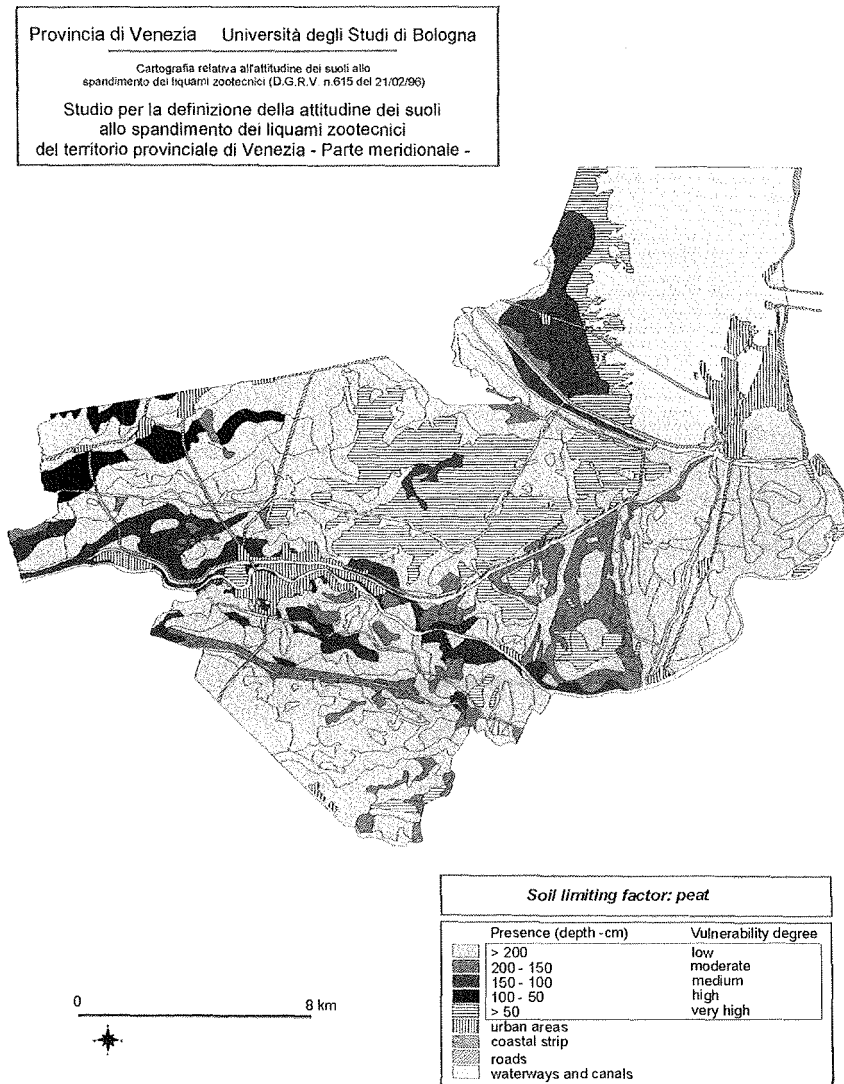 Provincia di Venezia Università degli Studi di Bologna
Cartografia relativa all'attitudine dei suoli allo
spandimento dei liquami zootecnici (D.G.R.V. n.615 del 21/02/96)
Studio per la definizione della attitudine dei suoli
allo spandimento dei liquami zootecnici
del territorio provinciale di Venezia - Parte meridionale -
Soil limiting factor: peat
Presence (depth -cm) Vulnerability degree
> 200 low
200 - 150 moderate
150 - 100 medium
100 - 50 high
> 50 very high
urban areas
coastal strip
roads
waterways and canals
0 8 km